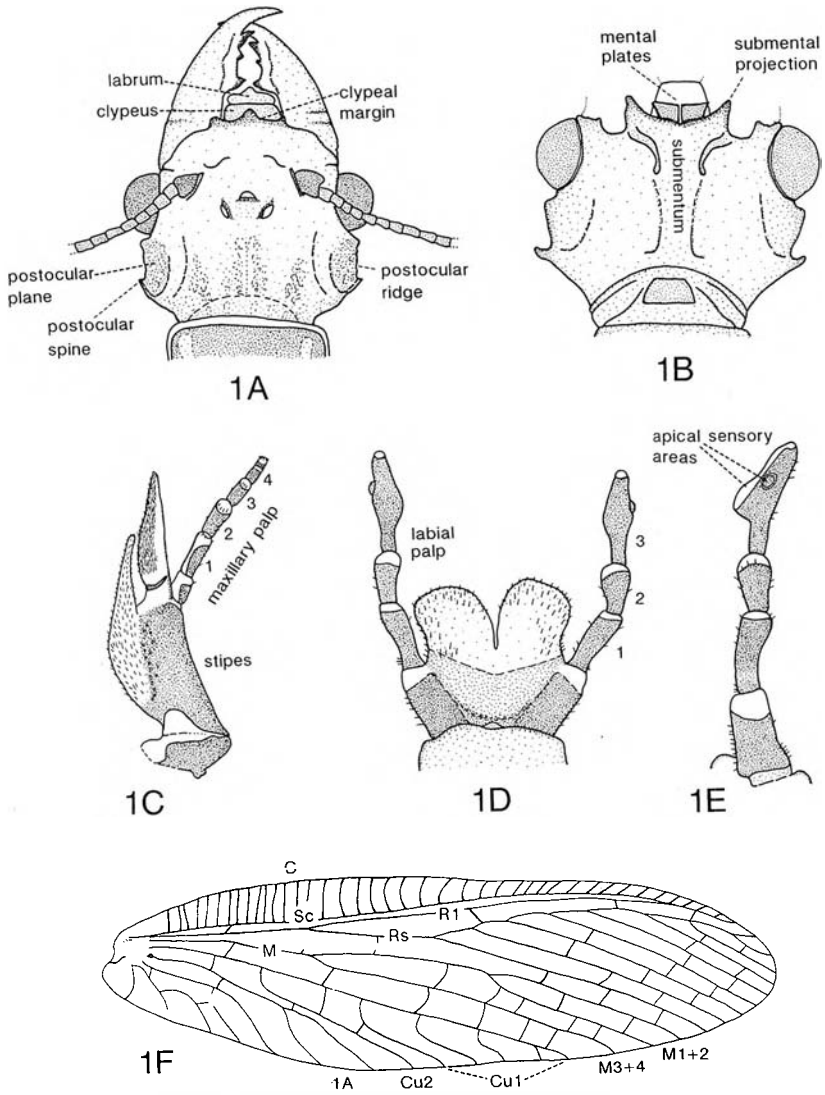 labrum
clypeus
clypeal
margin
postocular
plane
postocular
spine
postocular
ridge
1A
mental
plates
submental
projection
submentum
1B
4
3
2
1
maxillary palp
stipes
1C
labial
palp
3
2
1
1D
apical sensory
areas
1E
C
Sc
R1
Rs
M
1F
1A
Cu2
Cu1
M3+4
M1+2